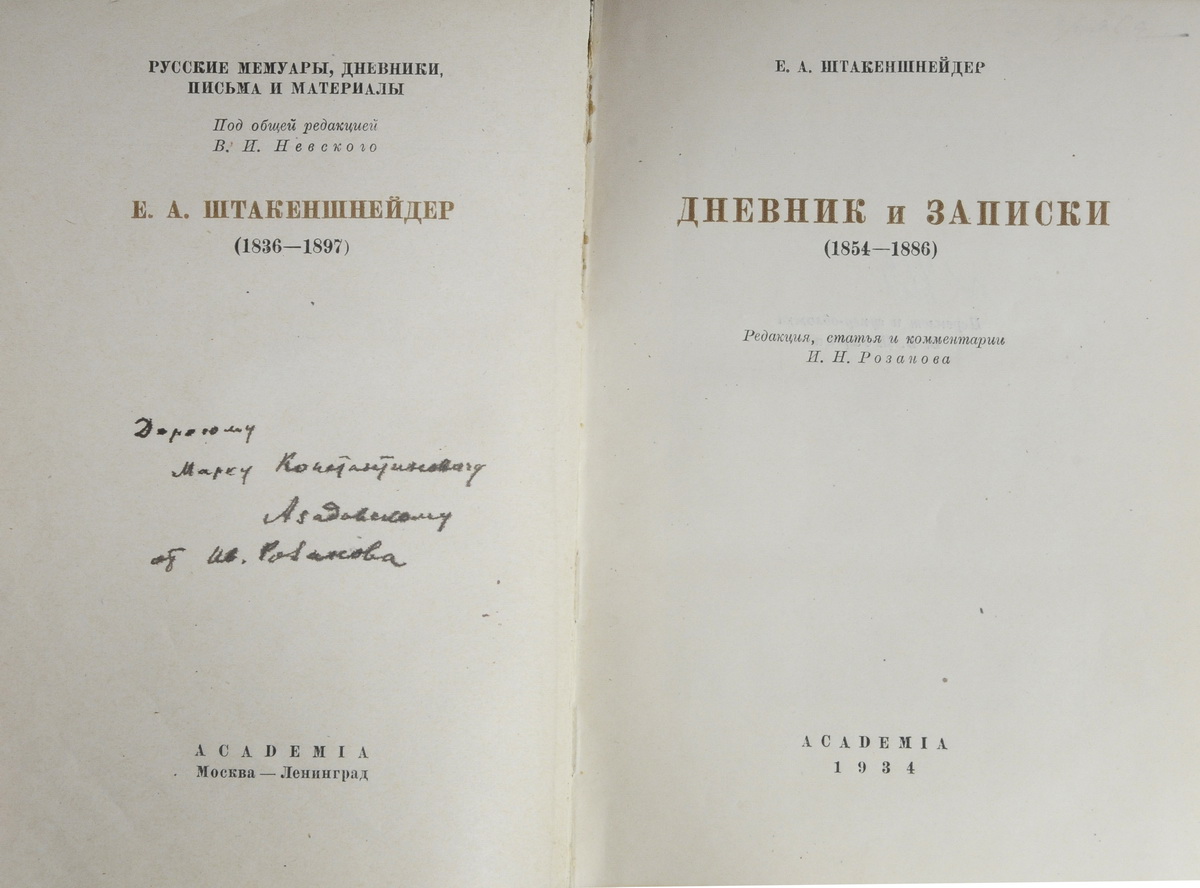 РУССКИЕ МЕМУАРЫ, ДНЕВНИКИ,
ПИСЬМА И МАТЕРИАЛЫ
Под общей редакцией
В. И. Невского
Е. А. ШТАКЕНШНЕЙДЕР
(1836—1897)
Дорогому
Марку Константиновичу
Азадовскому
от Ив. Розанова
ACADEMIA
Москва — Ленинград
Е. А. ШТАКЕНШНЕЙДЕР
ДНЕВНИК и ЗАПИСКИ
(1854—1886)
Редакция, статья и комментарии
И. Н. Розанова
ACADEMIA
1934